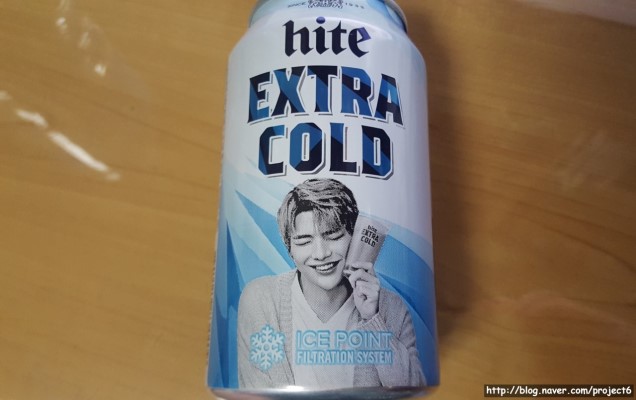 hite
EXTRA
COLD
hite
EXTRA
COLD
ICE POINT
FILTRATION SYSTEM
http://blog.naver.com/project6